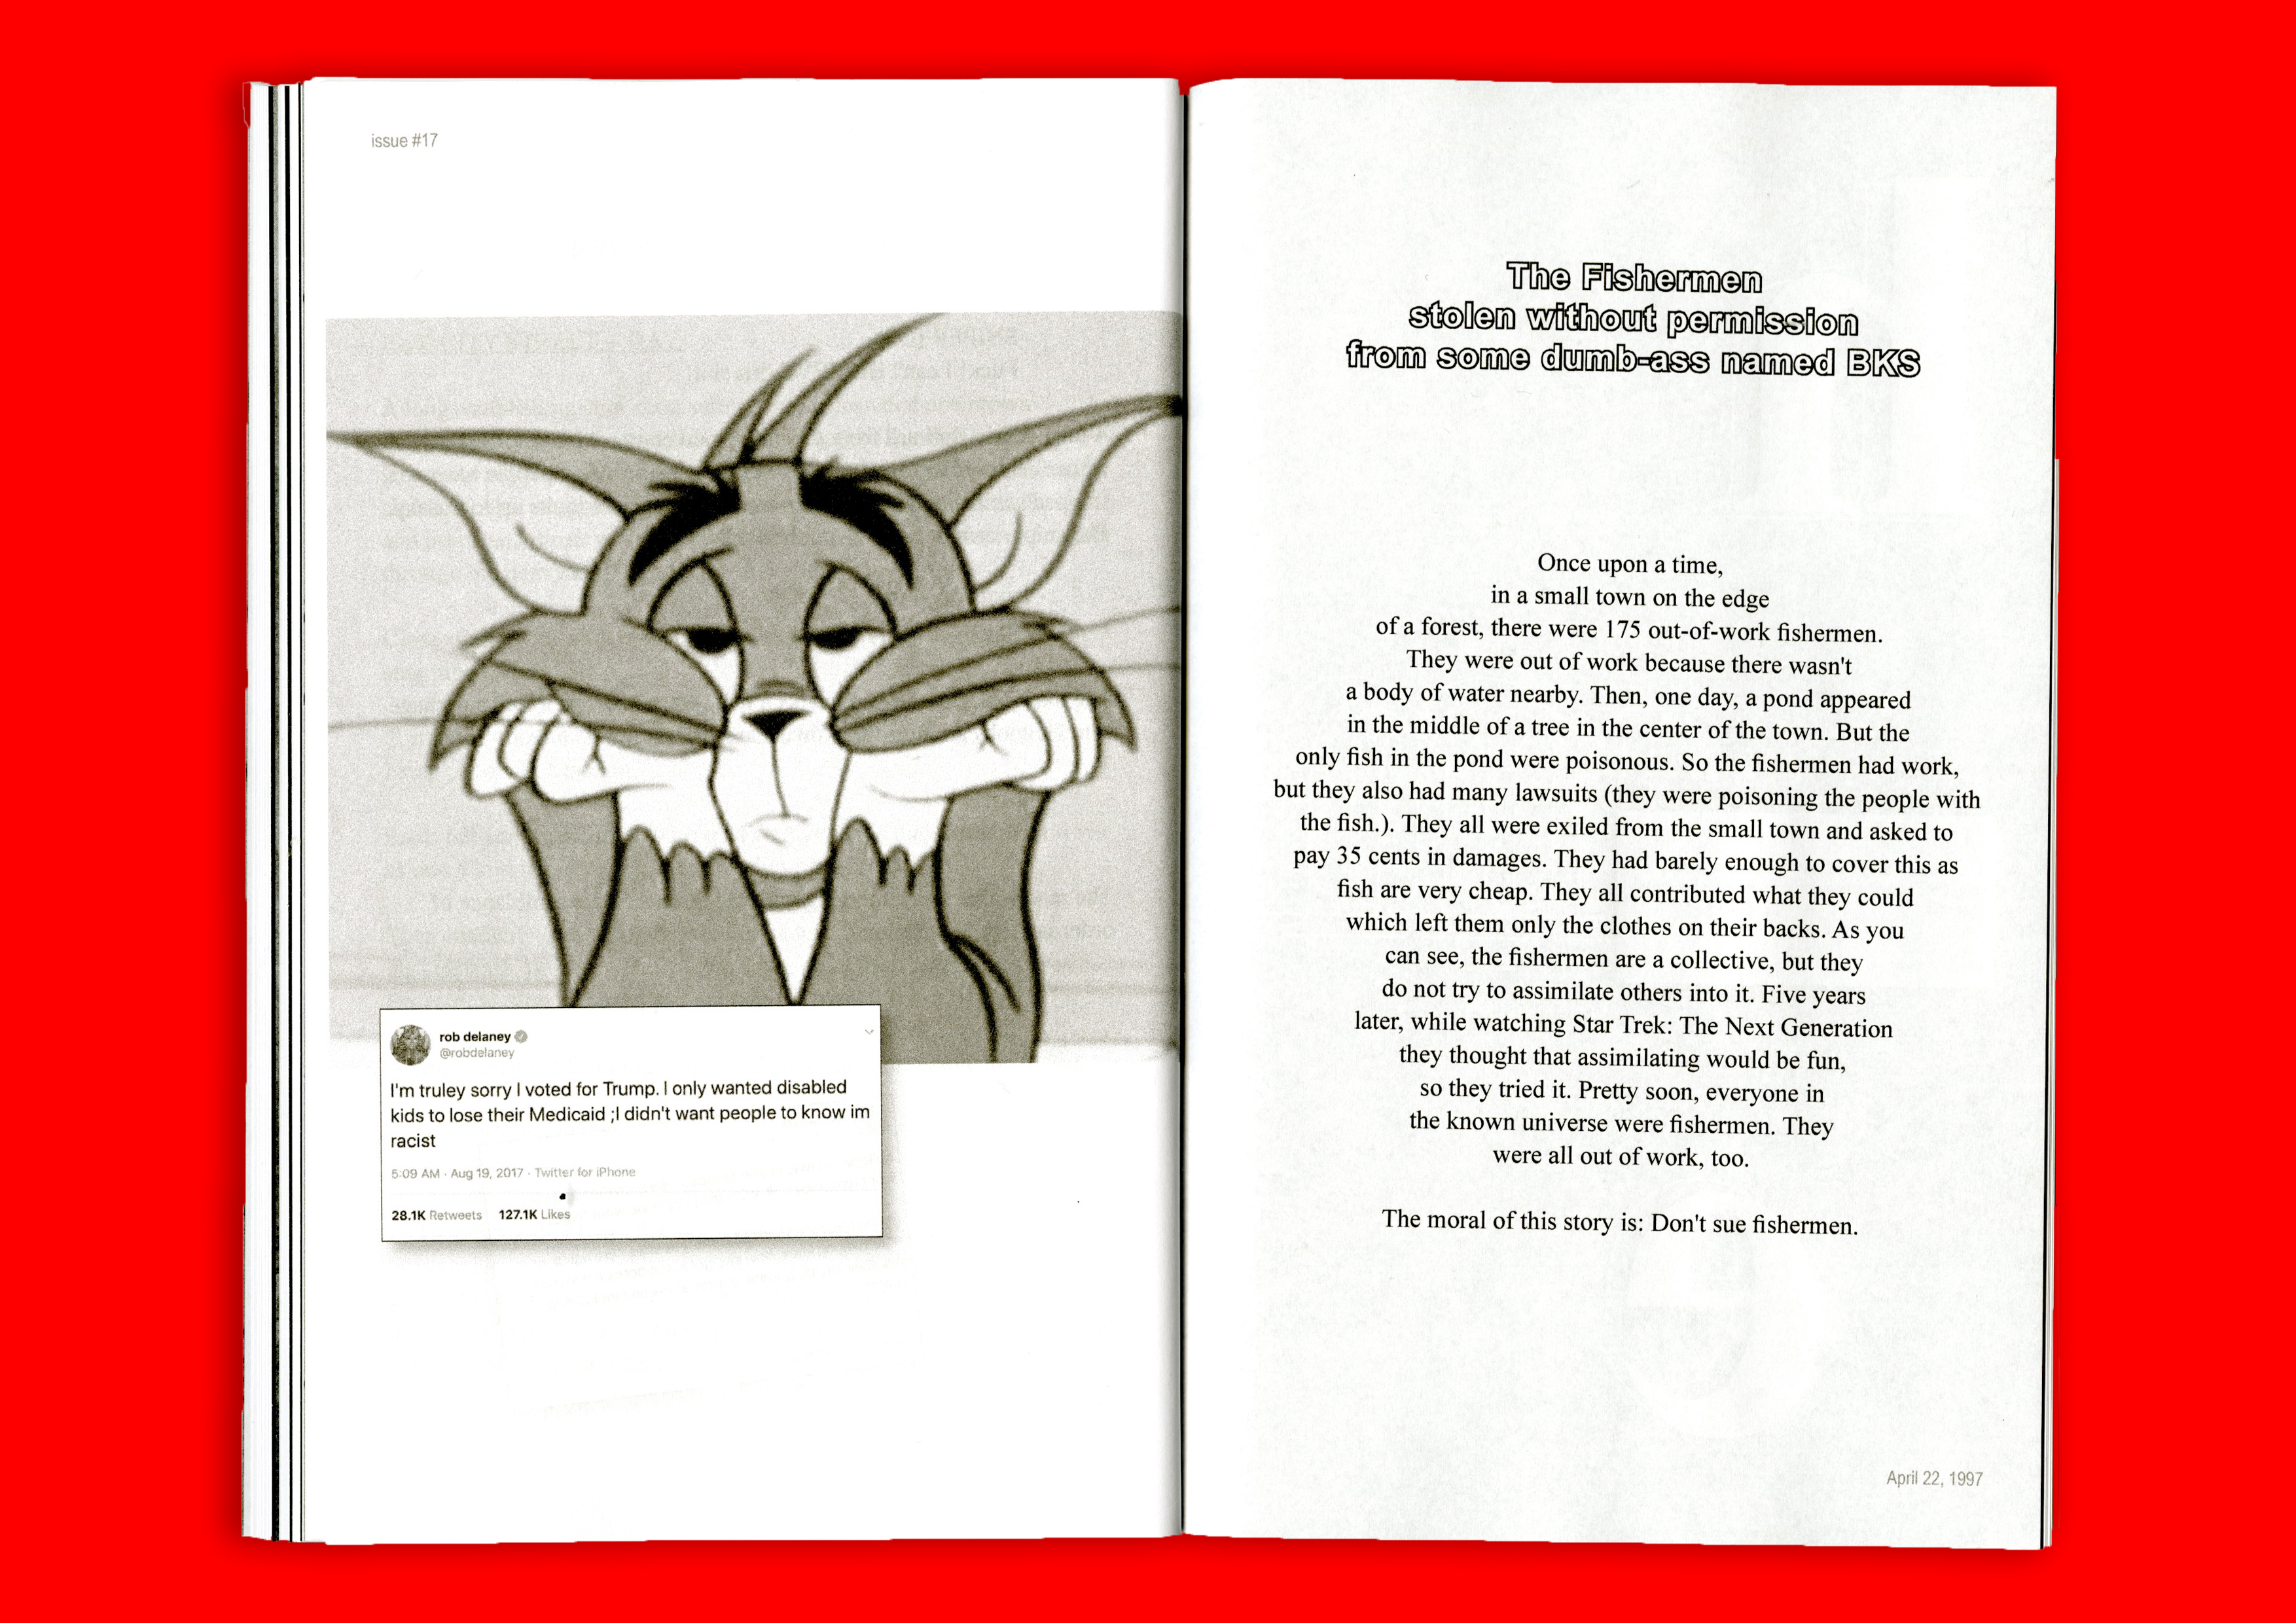 issue #17
rob delaney
@robdelaney
I'm truley sorry I voted for Trump. I only wanted disabled
kids to lose their Medicaid ;I didn't want people to know im
racist
5:09 AM · Aug 19, 2017 · Twitter for iPhone
28.1K Retweets 127.1K Likes
The Fishermen
stolen without permission
from some dumb-ass named BKS
Once upon a time,
in a small town on the edge
of a forest, there were 175 out-of-work fishermen.
They were out of work because there wasn't
a body of water nearby. Then, one day, a pond appeared
in the middle of a tree in the center of the town. But the
only fish in the pond were poisonous. So the fishermen had work,
but they also had many lawsuits (they were poisoning the people with
the fish.). They all were exiled from the small town and asked to
pay 35 cents in damages. They had barely enough to cover this as
fish are very cheap. They all contributed what they could
which left them only the clothes on their backs. As you
can see, the fishermen are a collective, but they
do not try to assimilate others into it. Five years
later, while watching Star Trek: The Next Generation
they thought that assimilating would be fun,
so they tried it. Pretty soon, everyone in
the known universe were fishermen. They
were all out of work, too.
The moral of this story is: Don't sue fishermen.
April 22, 1997